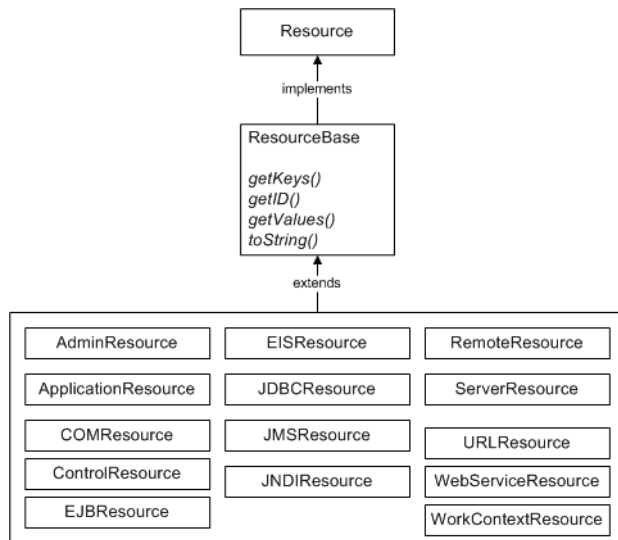 Resource
implements
ResourceBase
getKeys()
getID()
getValues()
toString()
extends
AdminResource
ApplicationResource
COMResource
ControlResource
EJBResource
EISResource
JDBCResource
JMSResource
JNDIResource
RemoteResource
ServerResource
URLResource
WebServiceResource
WorkContextResource